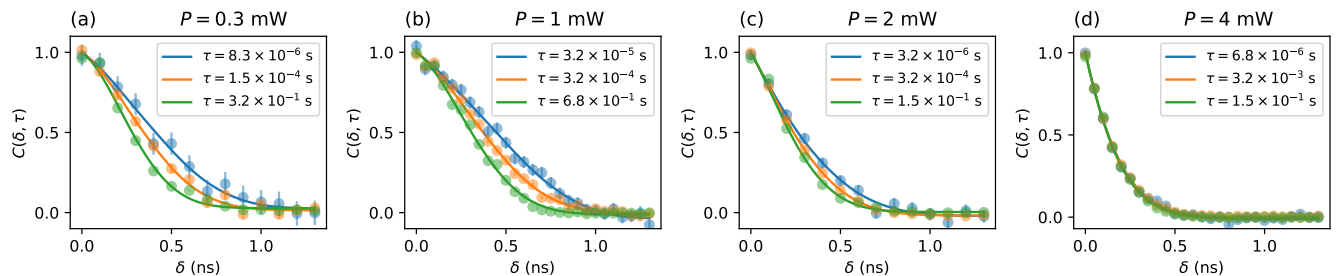 (a) P = 0.3 mW
τ = 8.3 × 10⁻⁶ s
τ = 1.5 × 10⁻⁴ s
τ = 3.2 × 10⁻¹ s
C(δ, τ)
1.0
0.5
0.0
0.0 0.5 1.0
δ (ns)
(b) P = 1 mW
τ = 3.2 × 10⁻⁵ s
τ = 3.2 × 10⁻⁴ s
τ = 6.8 × 10⁻¹ s
C(δ, τ)
1.0
0.5
0.0
0.0 0.5 1.0
δ (ns)
(c) P = 2 mW
τ = 3.2 × 10⁻⁶ s
τ = 3.2 × 10⁻⁴ s
τ = 1.5 × 10⁻¹ s
C(δ, τ)
1.0
0.5
0.0
0.0 0.5 1.0
δ (ns)
(d) P = 4 mW
τ = 6.8 × 10⁻⁶ s
τ = 3.2 × 10⁻³ s
τ = 1.5 × 10⁻¹ s
C(δ, τ)
1.0
0.5
0.0
0.0 0.5 1.0
δ (ns)